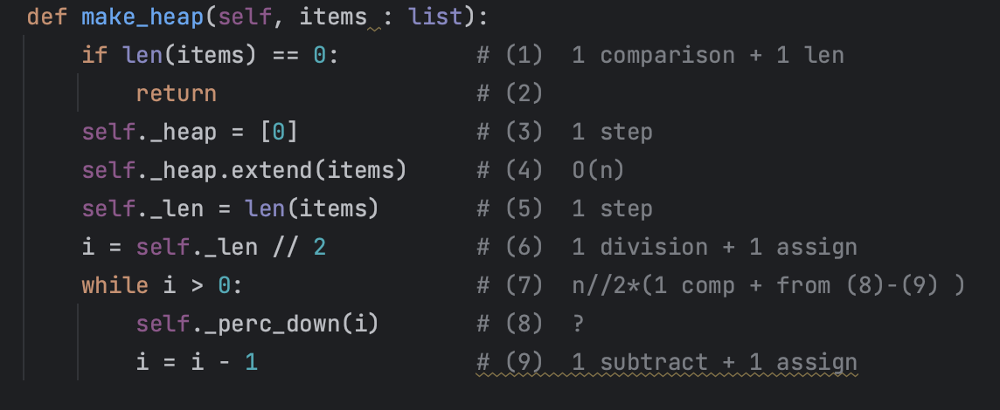 def make_heap(self, items : list):
    if len(items) == 0:          # (1)  1 comparison + 1 len
        return                   # (2)
    self._heap = [0]             # (3)  1 step
    self._heap.extend(items)     # (4)  O(n)
    self._len = len(items)       # (5)  1 step
    i = self._len // 2           # (6)  1 division + 1 assign
    while i > 0:                 # (7)  n//2*(1 comp + from (8)-(9) )
        self._perc_down(i)       # (8)  ?
        i = i - 1                # (9)  1 subtract + 1 assign